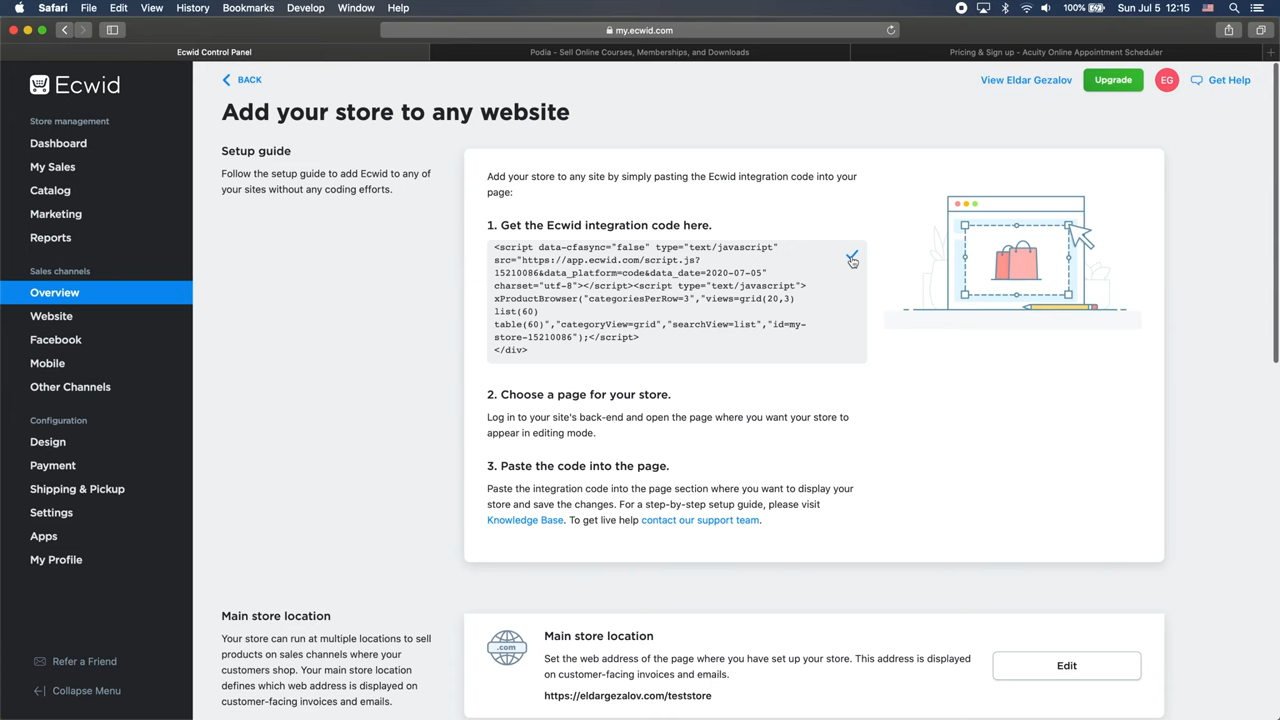 Safari File Edit View History Bookmarks Develop Window Help 100% Sun Jul 5 12:15
my.ecwid.com
Ecwid Control Panel Podia - Sell Online Courses, Memberships, and Downloads Pricing & Sign up - Acuity Online Appointment Scheduler
Ecwid
Store management
Dashboard
My Sales
Catalog
Marketing
Reports
Sales channels
Overview
Website
Facebook
Mobile
Other Channels
Configuration
Design
Payment
Shipping & Pickup
Settings
Apps
My Profile
Refer a Friend
Collapse Menu
BACK
View Eldar Gezalov Upgrade EG Get Help
Add your store to any website
Setup guide
Follow the setup guide to add Ecwid to any of
your sites without any coding efforts.
Add your store to any site by simply pasting the Ecwid integration code into your
page:
1. Get the Ecwid integration code here.
<script data-cfasync="false" type="text/javascript"
src="https://app.ecwid.com/script.js?
15210086&data_platform=code&data_date=2020-07-05"
charset="utf-8"></script><script type="text/javascript">
xProductBrowser("categoriesPerRow=3","views=grid(20,3)
list(60)
table(60)","categoryView=grid","searchView=list","id=my-
store-15210086");</script>
</div>
2. Choose a page for your store.
Log in to your site's back-end and open the page where you want your store to
appear in editing mode.
3. Paste the code into the page.
Paste the integration code into the page section where you want to display your
store and save the changes. For a step-by-step setup guide, please visit
Knowledge Base. To get live help contact our support team.
Main store location
Your store can run at multiple locations to sell
products on sales channels where your
customers shop. Your main store location
defines which web address is displayed on
customer-facing invoices and emails.
.com
Main store location
Set the web address of the page where you have set up your store. This address is displayed
on customer-facing invoices and emails.
https://eldargezalov.com/teststore
Edit